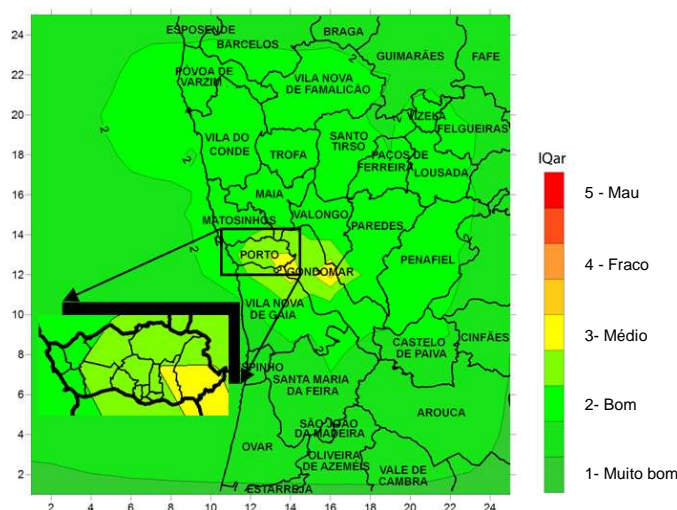 ESPOSENDE
BRAGA
BARCELOS
GUIMARÃES
FAFE
PÓVOA DE
VARZIM
VILA NOVA
DE FAMALICÃO
VIZELA
FELGUEIRAS
VILA DO
CONDE
TROFA
SANTO
TIRSO
PAÇOS DE
FERREIRA
LOUSADA
MAIA
MATOSINHOS
VALONGO
PAREDES
PORTO
GONDOMAR
PENAFIEL
VILA NOVA
DE GAIA
CASTELO
DE PAIVA
CINFÃES
SPINHO
SANTA MARIA
DA FEIRA
AROUCA
SÃO JOÃO
DA MADEIRA
OVAR
OLIVEIRA
DE AZEMÉIS
VALE DE
CAMBRA
ESTARREJA
24
22
20
18
16
14
12
10
8
6
4
2
2 4 6 8 10 12 14 16 18 20 22 24
2
2
2
2
2
2
2
IQar
5 - Mau
4 - Fraco
3- Médio
2- Bom
1- Muito bom